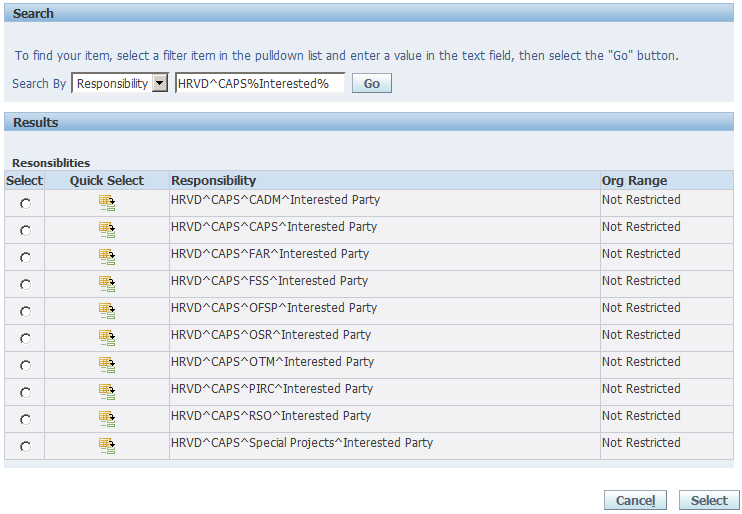 Search
To find your item, select a filter item in the pulldown list and enter a value in the text field, then select the "Go" button.
Search By Responsibility HRVD^CAPS%Interested% Go
Results
Resonsiblities
Select Quick Select Responsibility Org Range
HRVD^CAPS^CADM^Interested Party Not Restricted
HRVD^CAPS^CAPS^Interested Party Not Restricted
HRVD^CAPS^FAR^Interested Party Not Restricted
HRVD^CAPS^FSS^Interested Party Not Restricted
HRVD^CAPS^OFSP^Interested Party Not Restricted
HRVD^CAPS^OSR^Interested Party Not Restricted
HRVD^CAPS^OTM^Interested Party Not Restricted
HRVD^CAPS^PIRC^Interested Party Not Restricted
HRVD^CAPS^RSO^Interested Party Not Restricted
HRVD^CAPS^Special Projects^Interested Party Not Restricted
Cancel Select